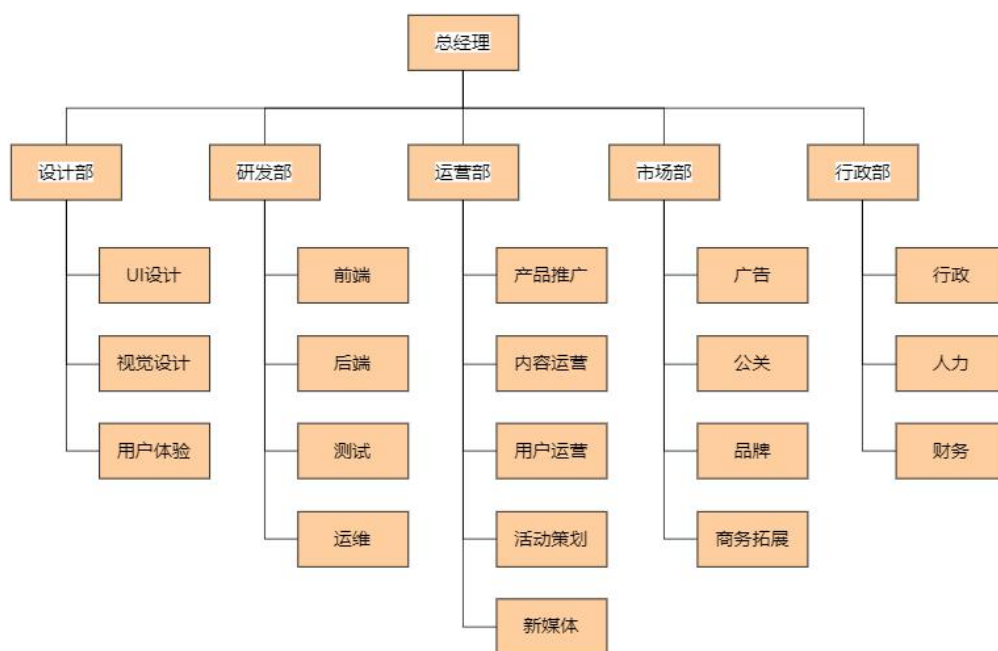 总经理
设计部
研发部
运营部
市场部
行政部
UI设计
前端
产品推广
广告
行政
视觉设计
后端
内容运营
公关
人力
用户体验
测试
用户运营
品牌
财务
运维
活动策划
商务拓展
新媒体